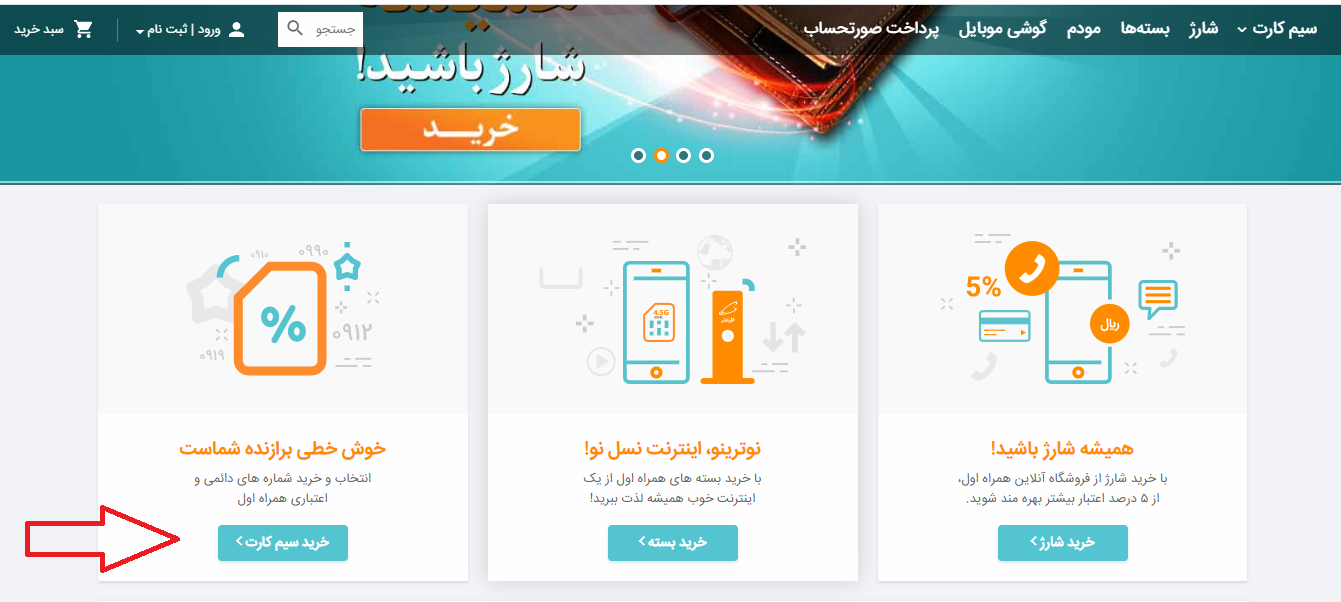 سیم کارت
شارژ
بسته‌ها
مودم
گوشی موبایل
پرداخت صورتحساب
جستجو
ورود | ثبت نام
سبد خرید
شارژ باشید!
خرید
5%
ریال
4.5G
۰۹۱۰
۰۹۹۰
%
۰۹۱۲
۰۹۱۹
همیشه شارژ باشید!
با خرید شارژ از فروشگاه آنلاین همراه اول،
از ۵ درصد اعتبار بیشتر بهره مند شوید.
خرید شارژ
نوترینو، اینترنت نسل نو!
با خرید بسته های همراه اول از یک
اینترنت خوب همیشه لذت ببرید!
خرید بسته
خوش خطی برازنده شماست
انتخاب و خرید شماره های دائمی و
اعتباری همراه اول
خرید سیم کارت